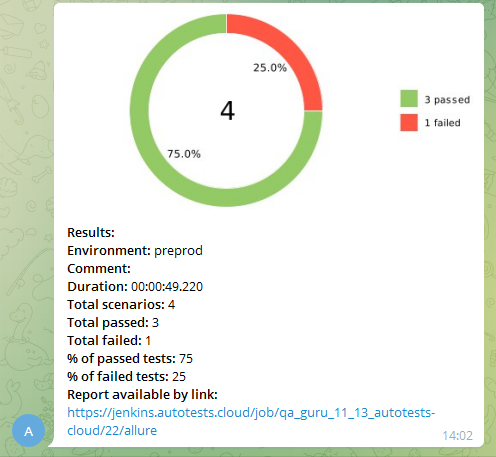 25.0%
4
75.0%
3 passed
1 failed
Results:
Environment: preprod
Comment:
Duration: 00:00:49.220
Total scenarios: 4
Total passed: 3
Total failed: 1
% of passed tests: 75
% of failed tests: 25
Report available by link:
https://jenkins.autotests.cloud/job/qa_guru_11_13_autotests-
cloud/22/allure
A
14:02